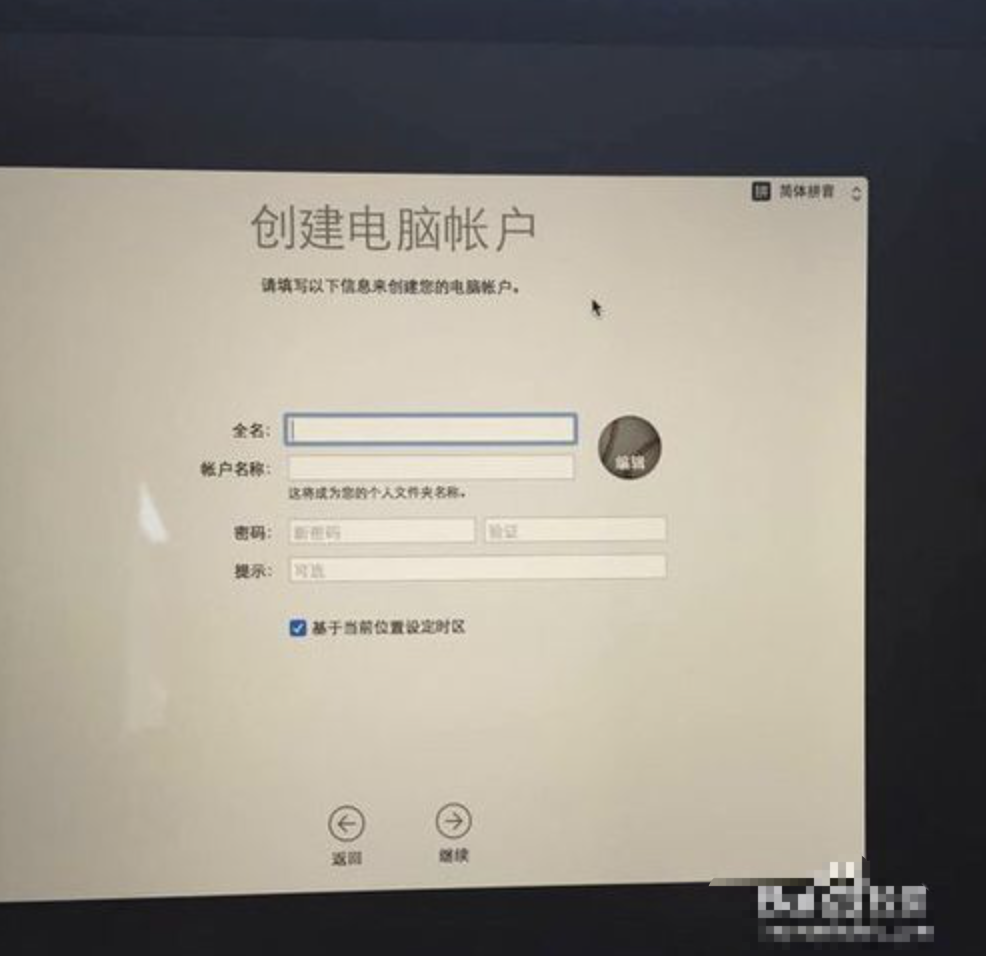 拼 简体拼音
创建电脑帐户
请填写以下信息来创建您的电脑帐户。
全名:
编辑
帐户名称:
这将成为您的个人文件夹名称。
密码: 新密码 验证
提示: 可选
基于当前位置设定时区
返回 继续